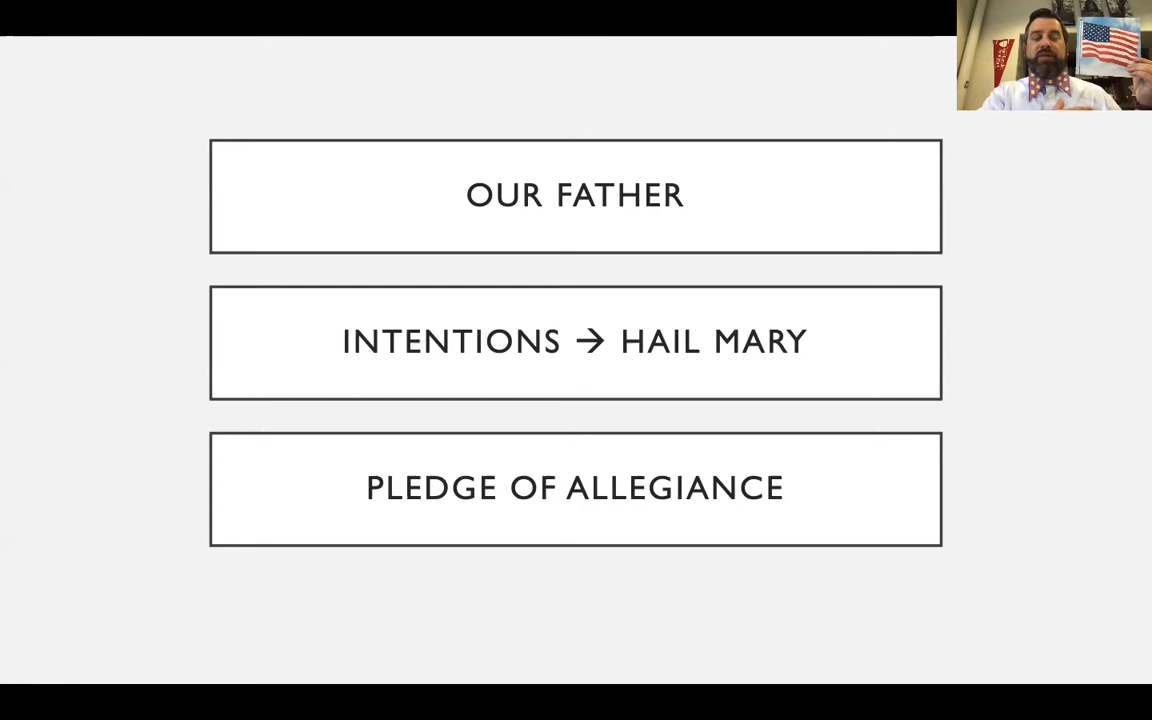 OUR FATHER
INTENTIONS → HAIL MARY
PLEDGE OF ALLEGIANCE